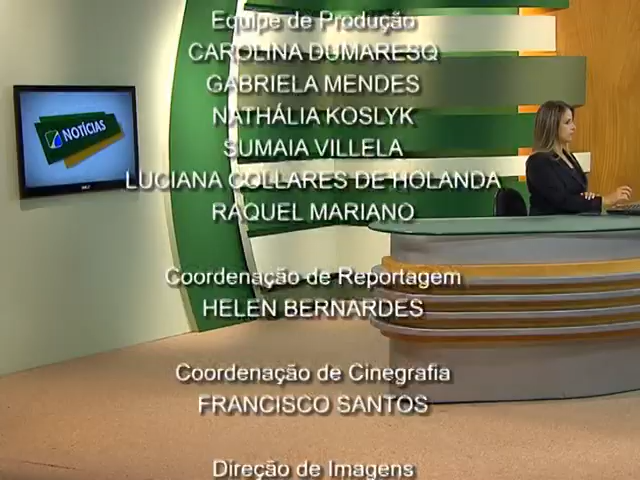 Equipe de Produção
CAROLINA DUMARESQ
GABRIELA MENDES
NATHÁLIA KOSLYK
SUMAIA VILLELA
LUCIANA COLLARES DE HOLANDA
RAQUEL MARIANO
Coordenação de Reportagem
HELEN BERNARDES
Coordenação de Cinegrafia
FRANCISCO SANTOS
Direção de Imagens
NOTÍCIAS